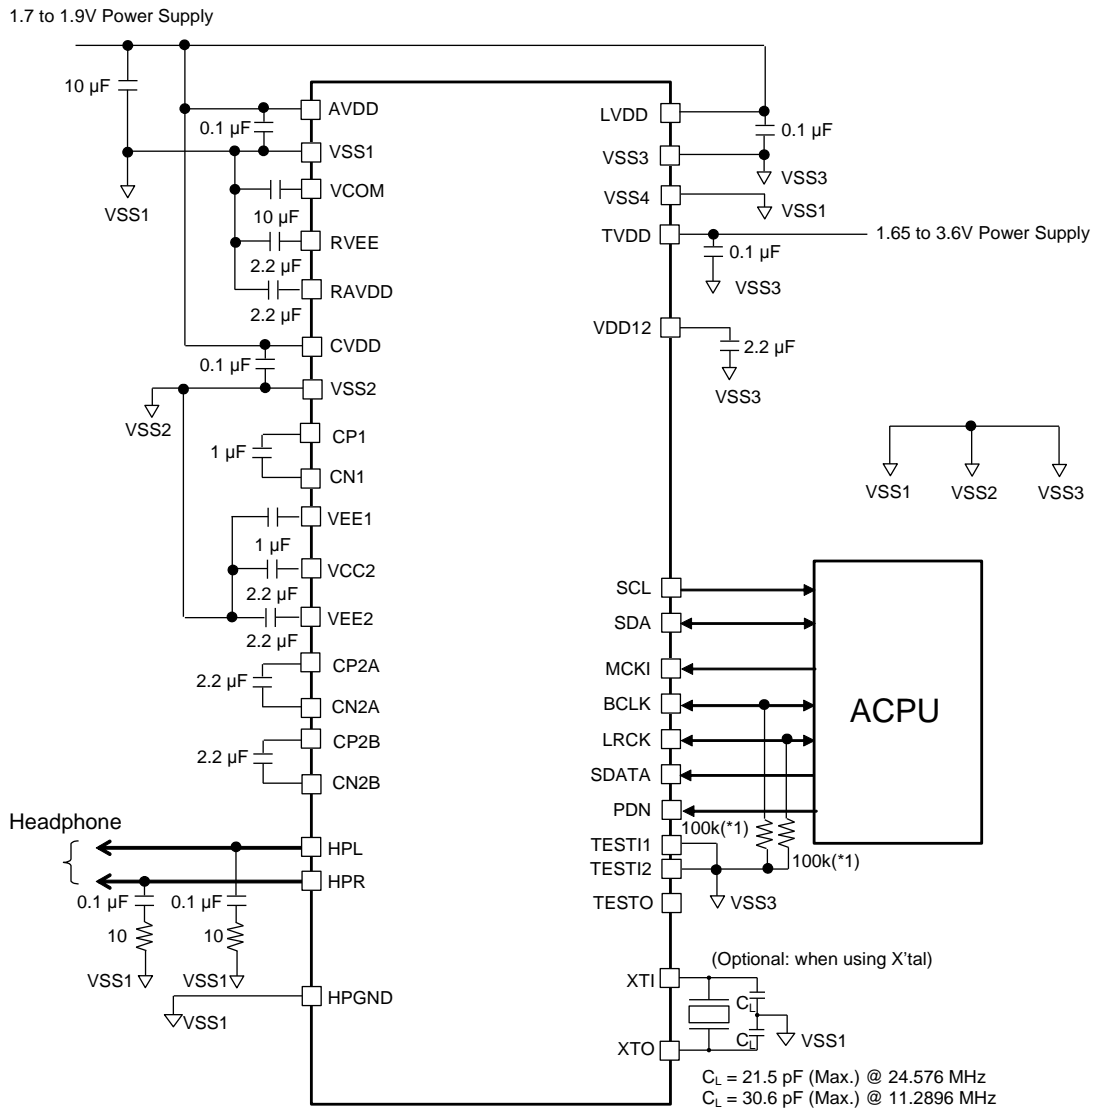 1.7 to 1.9V Power Supply
10 µF
AVDD
0.1 µF
VSS1
VSS1
VCOM
10 µF
RVEE
2.2 µF
RAVDD
2.2 µF
CVDD
0.1 µF
VSS2
VSS2
CP1
1 µF
CN1
VEE1
1 µF
VCC2
2.2 µF
VEE2
2.2 µF
CP2A
2.2 µF
CN2A
CP2B
2.2 µF
CN2B
Headphone
HPL
HPR
0.1 µF
0.1 µF
10
10
VSS1
VSS1
HPGND
VSS1
LVDD
0.1 µF
VSS3
VSS3
VSS4
VSS1
TVDD
1.65 to 3.6V Power Supply
0.1 µF
VSS3
VDD12
2.2 µF
VSS3
VSS1
VSS2
VSS3
SCL
SDA
MCKI
BCLK
ACPU
LRCK
SDATA
PDN
100k(*1)
TESTI1
100k(*1)
TESTI2
TESTO
VSS3
(Optional: when using X'tal)
XTI
CL
VSS1
CL
XTO
CL = 21.5 pF (Max.) @ 24.576 MHz
CL = 30.6 pF (Max.) @ 11.2896 MHz